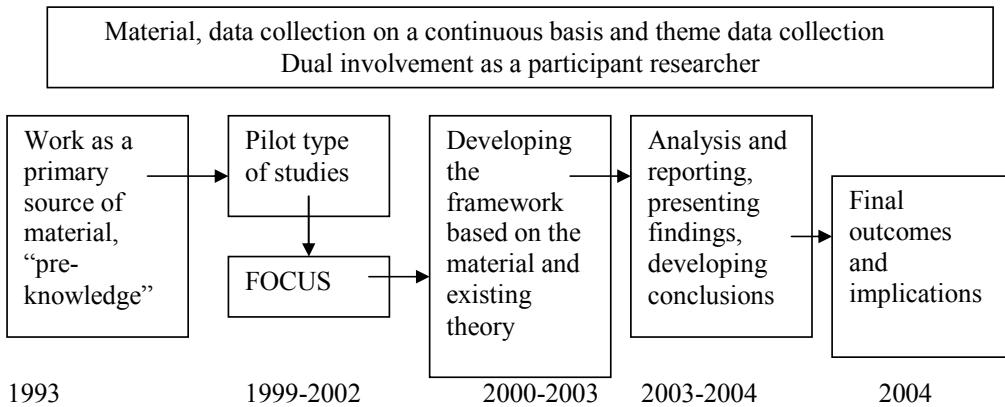 Material, data collection on a continuous basis and theme data collection
Dual involvement as a participant researcher
Work as a
primary
source of
material,
“pre-
knowledge”
Pilot type
of studies
FOCUS
Developing
the
framework
based on the
material and
existing
theory
Analysis and
reporting,
presenting
findings,
developing
conclusions
Final
outcomes
and
implications
1993
1999-2002
2000-2003
2003-2004
2004